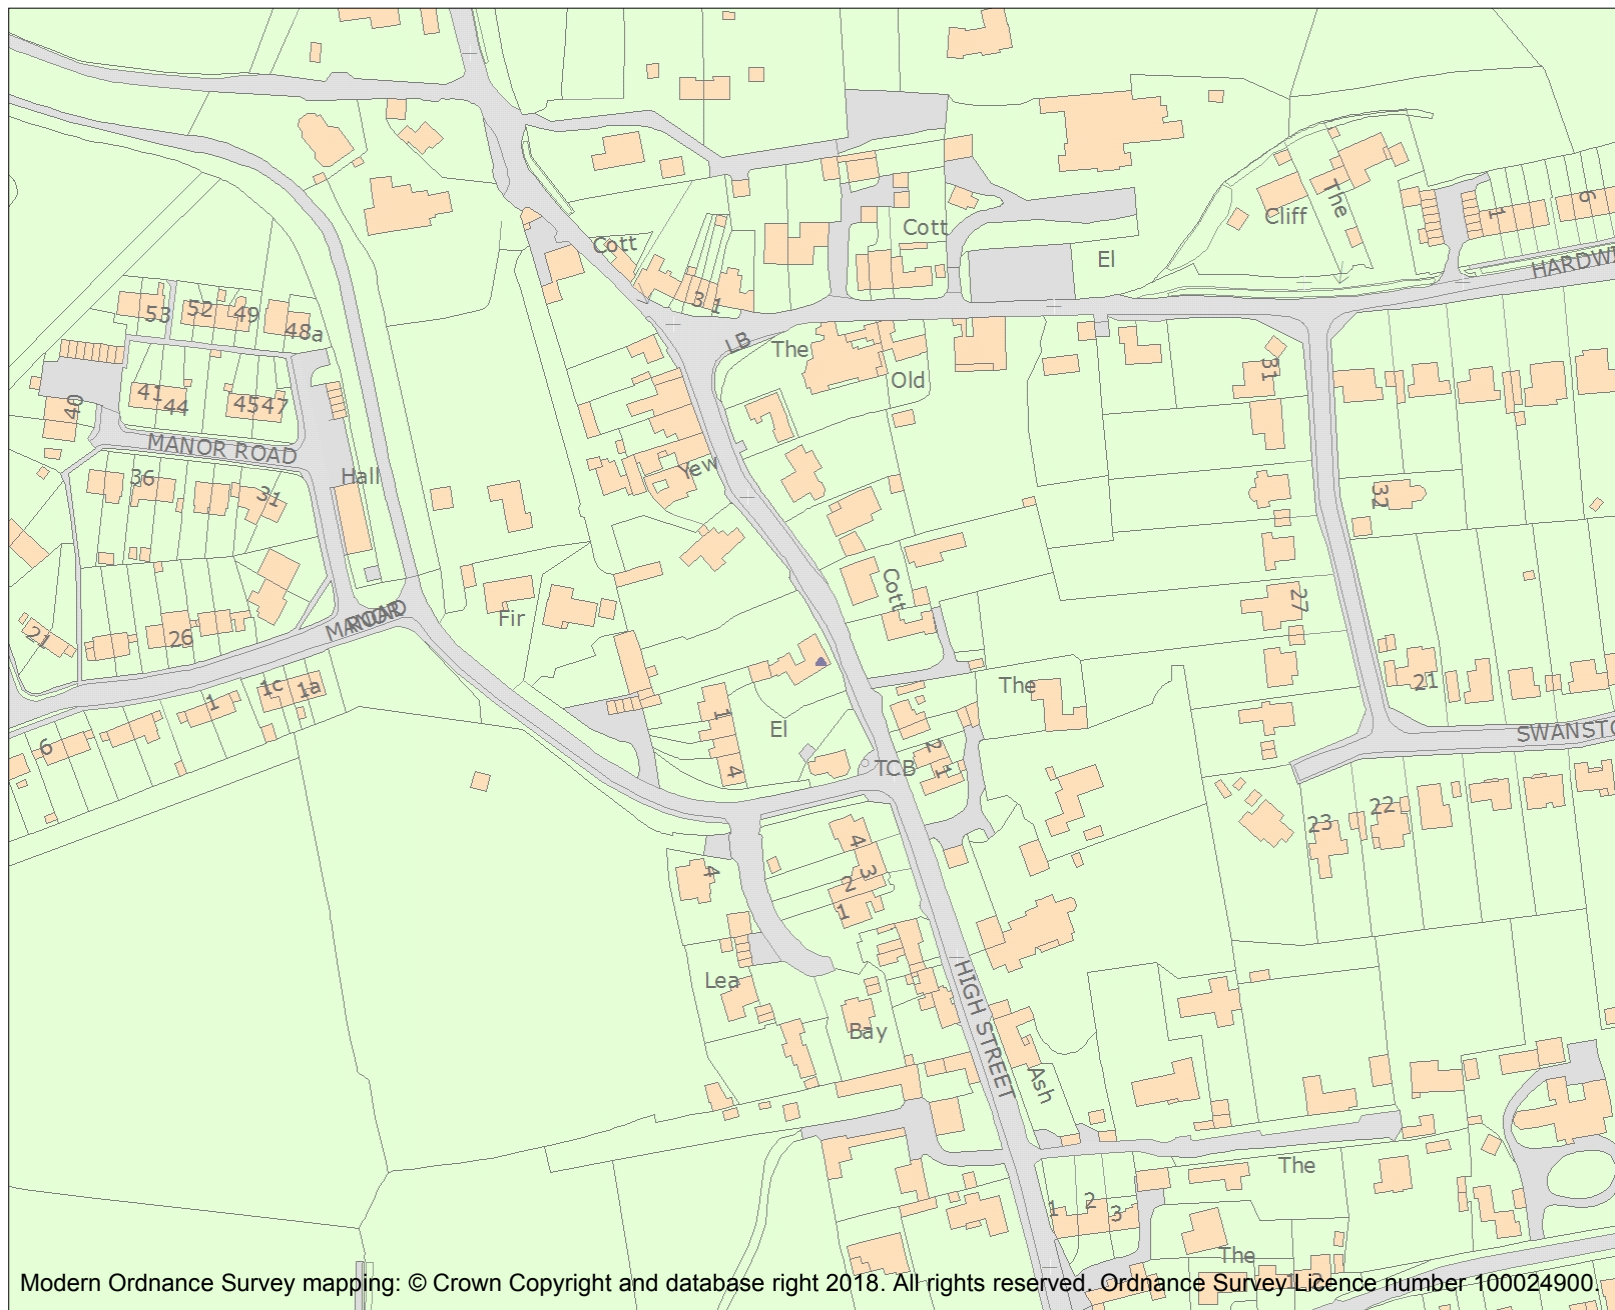 The
Cliff
6
1
Cott
Cott
El
HARDWI
53
52
49
48a
3 1
LB
The
Old
31
40
41
44
45
47
MANOR ROAD
Hall
36
31
Yew
32
Cott
27
Fir
MANOR
ROAD
21
26
The
21
1c
1a
1
6
1
El
SWANSTO
TCB
2
1
4
22
23
4
3
2
1
4
Lea
HIGH STREET
Bay
Ash
The
1
2
3
The
Modern Ordnance Survey mapping: © Crown Copyright and database right 2018. All rights reserved. Ordnance Survey Licence number 100024900.